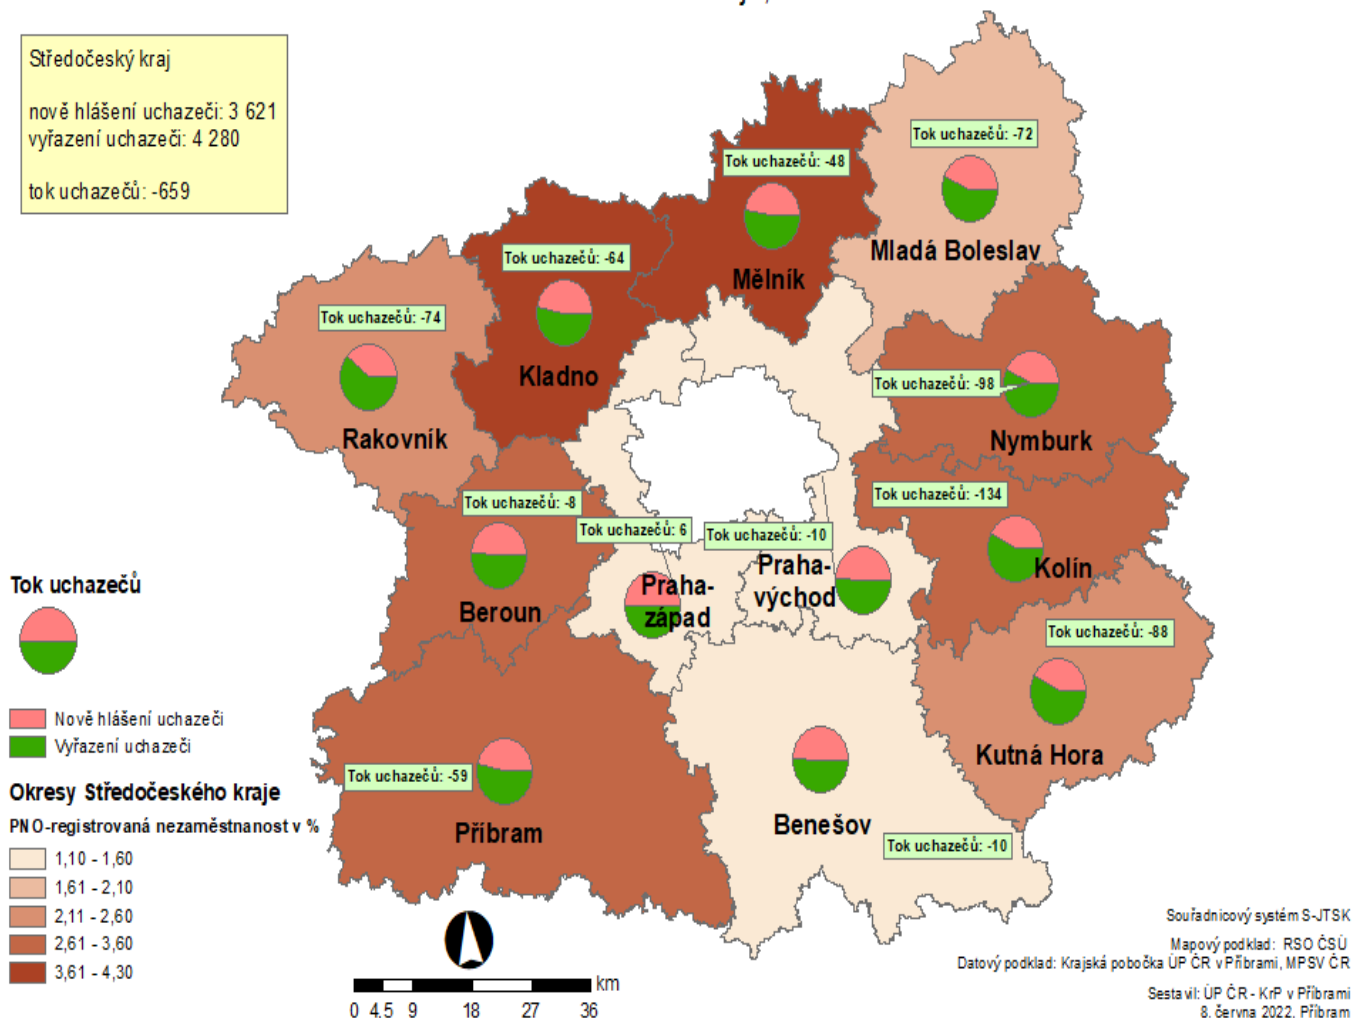 Středočeský kraj
nově hlášení uchazeči: 3 621
vyřazení uchazeči: 4 280
tok uchazečů: -659
Tok uchazečů: -72
Mladá Boleslav
Tok uchazečů: -48
Mělník
Tok uchazečů: -64
Kladno
Tok uchazečů: -74
Rakovník
Tok uchazečů: -98
Nymburk
Tok uchazečů: -134
Kolín
Tok uchazečů: -8
Beroun
Tok uchazečů: 6
Praha-
západ
Tok uchazečů: -10
Praha-
východ
Tok uchazečů: -88
Kutná Hora
Tok uchazečů: -59
Příbram
Benešov
Tok uchazečů: -10
Tok uchazečů
Nově hlášení uchazeči
Vyřazení uchazeči
Okresy Středočeského kraje
PNO-registrovaná nezaměstnanost v %
1,10 - 1,60
1,61 - 2,10
2,11 - 2,60
2,61 - 3,60
3,61 - 4,30
km
0 4,5 9 18 27 36
Souřadnicový systém S-JTSK
Mapový podklad: RSO ČSÚ
Datový podklad: Krajská pobočka ÚP ČR v Příbrami, MPSV ČR
Sestavil: ÚP ČR - KrP v Příbrami
8. června 2022, Příbram